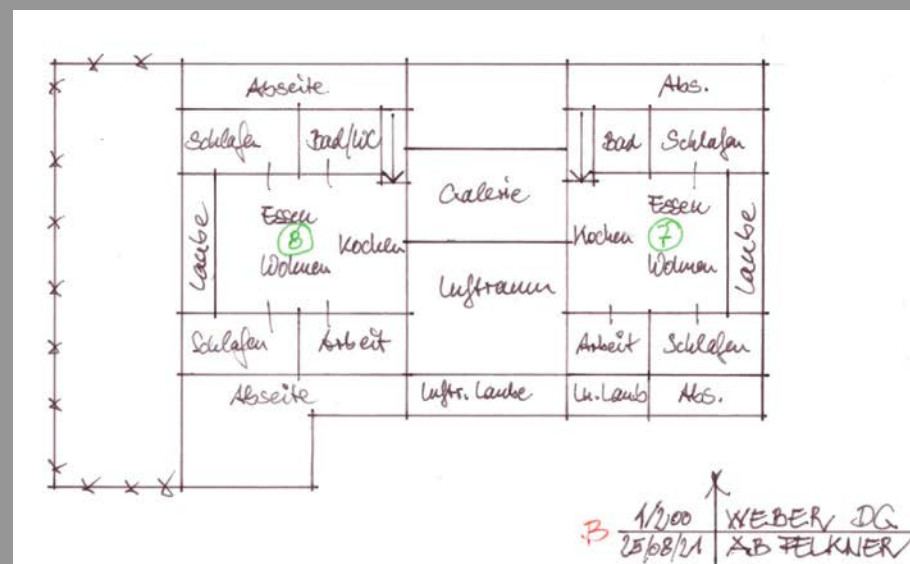 Abseite
Abs.
Schlafen
Bad/WC
Bad
Schlafen
Galerie
Laube
Essen
8
Kochen
Wohnen
Kochen
Essen
7
Wohnen
Laube
Luftraum
Schlafen
Arbeit
Arbeit
Schlafen
Abseite
Luftr. Laube
Lu. Laub
Abs.
B
1/200
WEBER DG
25/08/21
AB FELKNER